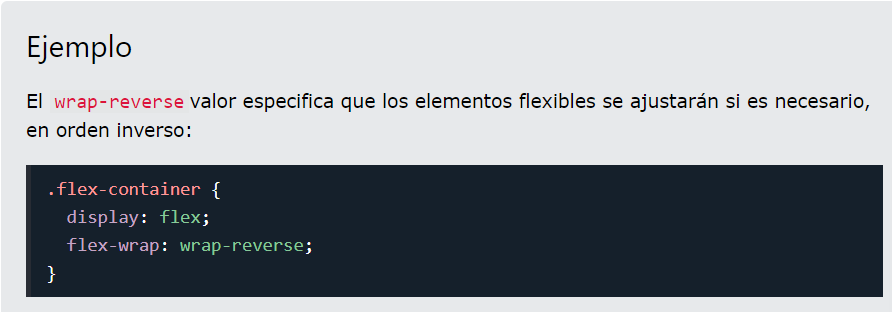 Ejemplo
El wrap-reverse valor especifica que los elementos flexibles se ajustarán si es necesario,
en orden inverso:
.flex-container {
  display: flex;
  flex-wrap: wrap-reverse;
}